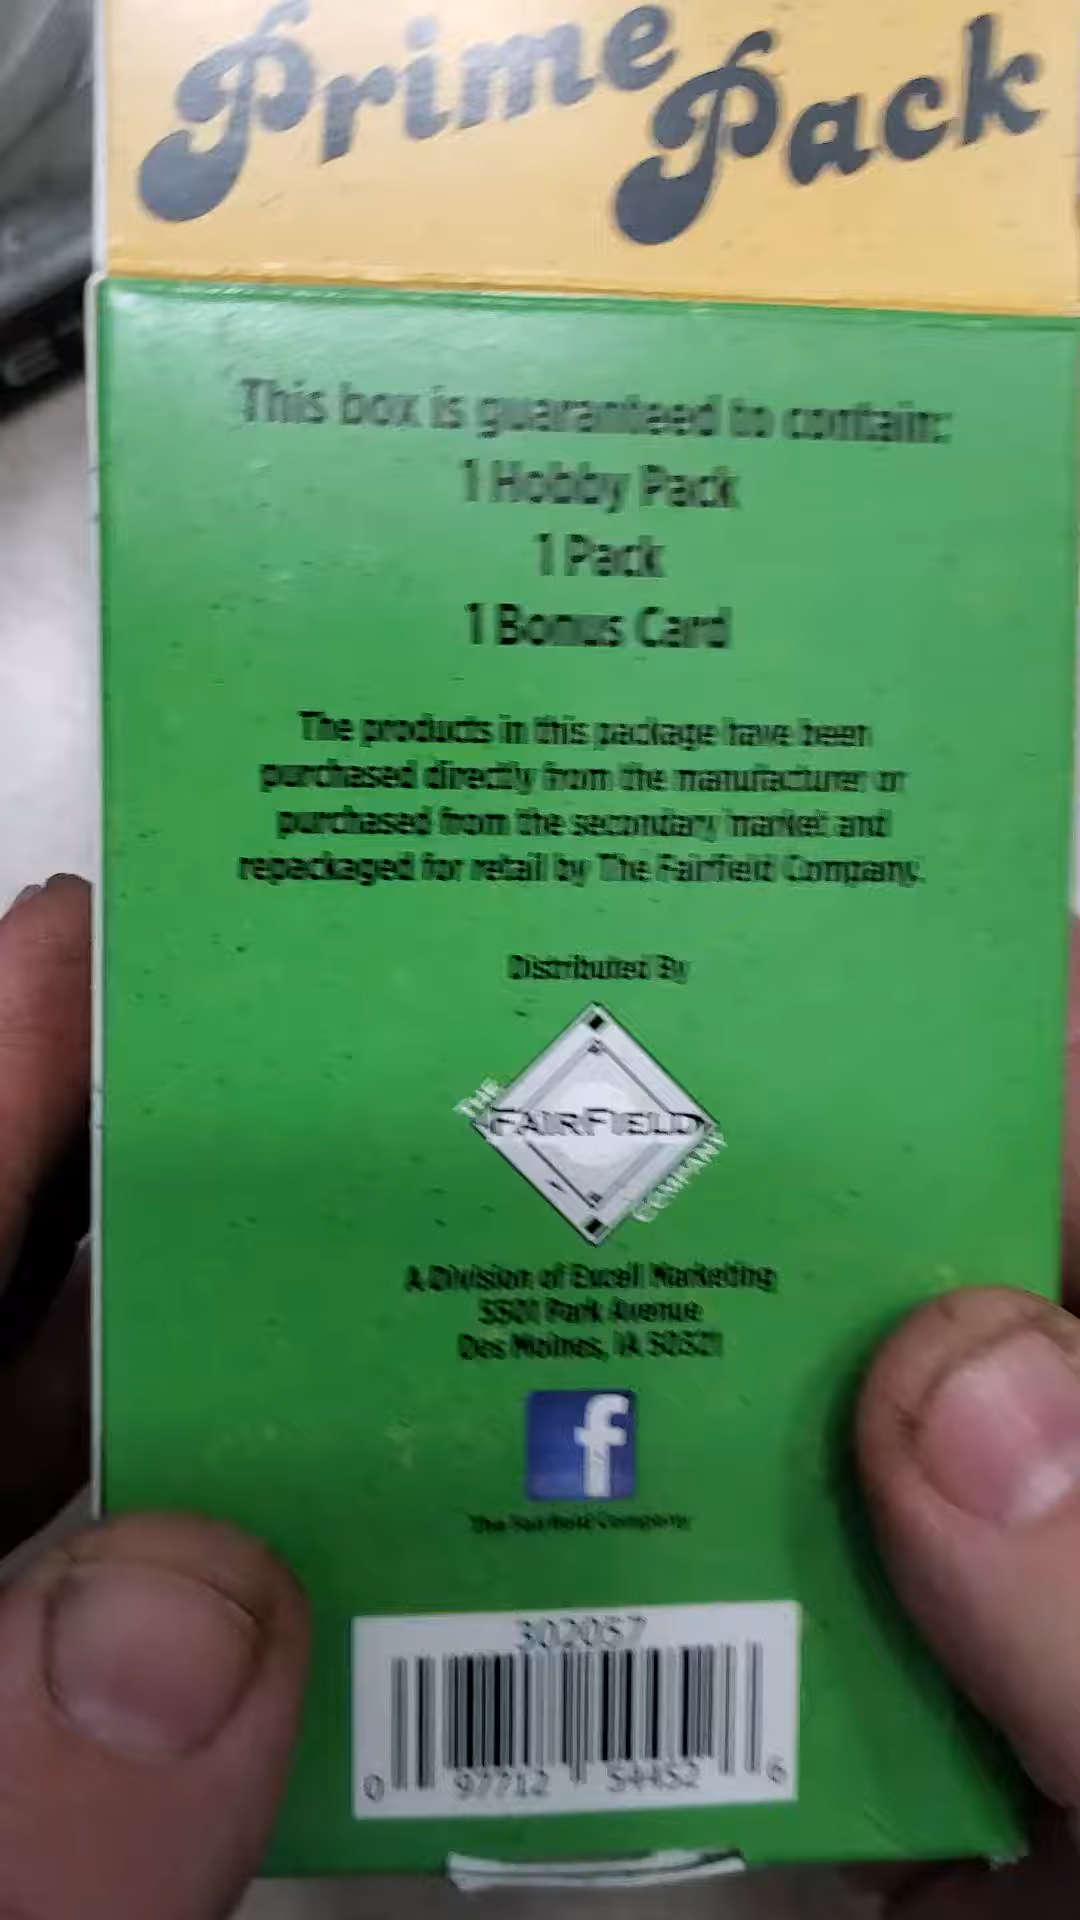 Prime Pack
This box is guaranteed to contain:
1 Hobby Pack
1 Pack
1 Bonus Card
The products in this package have been
purchased directly from the manufacturer or
purchased from the secondary market and
repackaged for retail by The Fairfield Company.
Distributed By
THE
FAIRFIELD
COMPANY
A Division of Excell Marketing
5501 Park Avenue
Des Moines, IA 50321
f
The Fairfield Company
302057
0 97712 54452 6